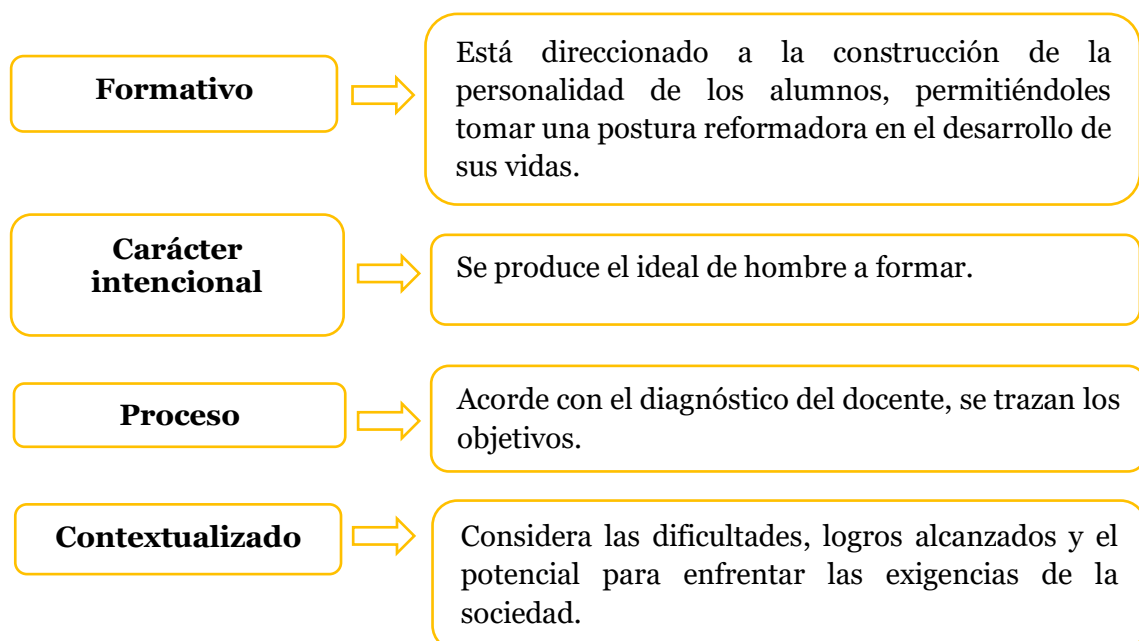 Formativo
Está direccionado a la construcción de la
personalidad de los alumnos, permitiéndoles
tomar una postura reformadora en el desarrollo de
sus vidas.
Carácter
intencional
Se produce el ideal de hombre a formar.
Proceso
Acorde con el diagnóstico del docente, se trazan los
objetivos.
Contextualizado
Considera las dificultades, logros alcanzados y el
potencial para enfrentar las exigencias de la
sociedad.